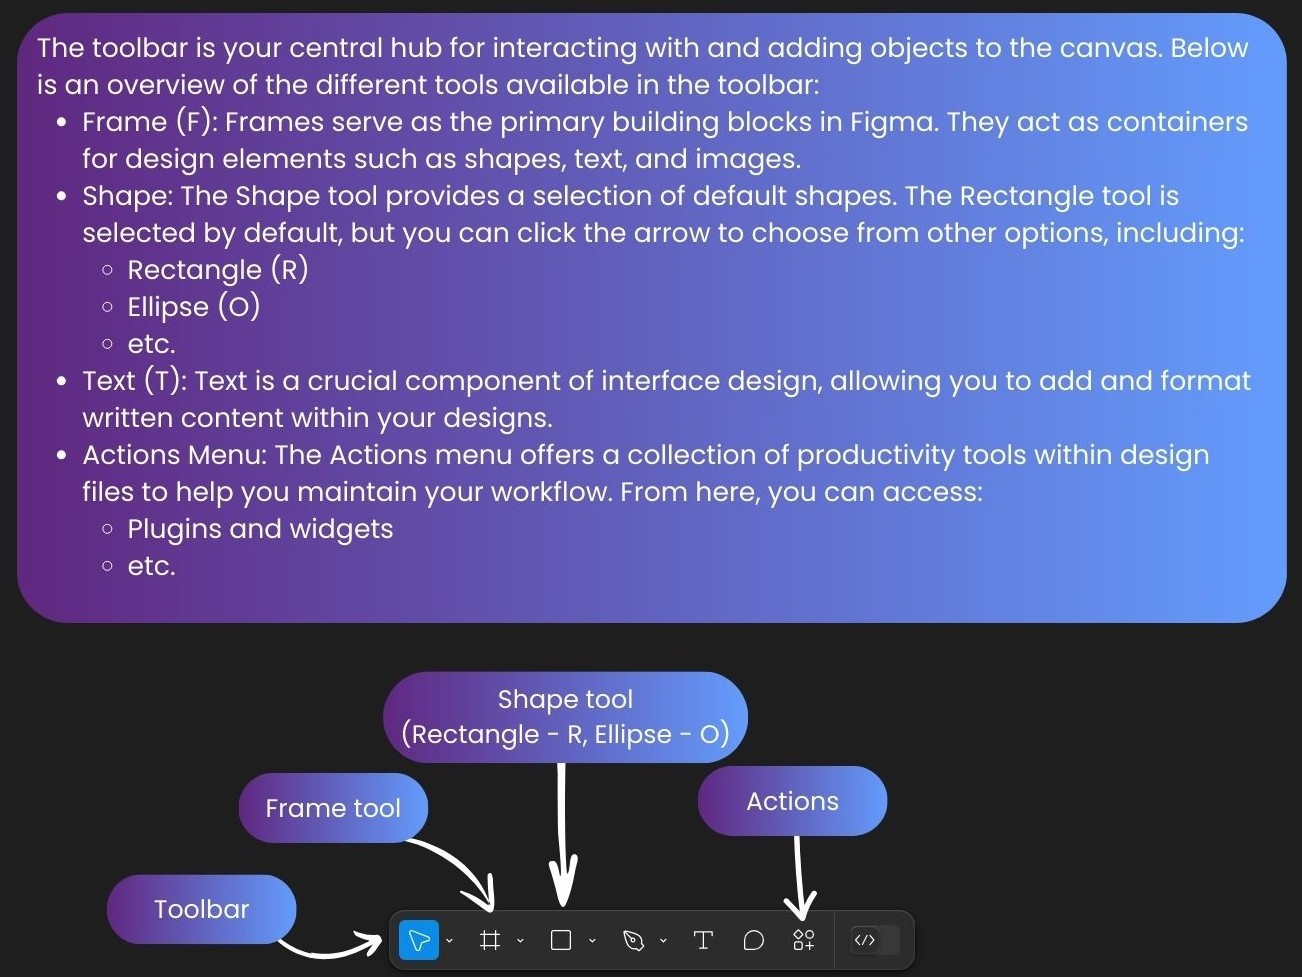 The toolbar is your central hub for interacting with and adding objects to the canvas. Below
is an overview of the different tools available in the toolbar:
• Frame (F): Frames serve as the primary building blocks in Figma. They act as containers
for design elements such as shapes, text, and images.
• Shape: The Shape tool provides a selection of default shapes. The Rectangle tool is
selected by default, but you can click the arrow to choose from other options, including:
◦ Rectangle (R)
◦ Ellipse (O)
◦ etc.
• Text (T): Text is a crucial component of interface design, allowing you to add and format
written content within your designs.
• Actions Menu: The Actions menu offers a collection of productivity tools within design
files to help you maintain your workflow. From here, you can access:
◦ Plugins and widgets
◦ etc.
Shape tool
(Rectangle - R, Ellipse - O)
Frame tool
Actions
Toolbar